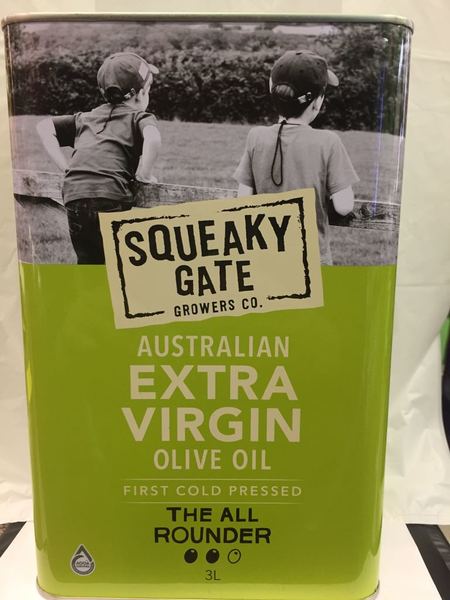 SQUEAKY
GATE
GROWERS CO.
AUSTRALIAN
EXTRA
VIRGIN
OLIVE OIL
FIRST COLD PRESSED
THE ALL
ROUNDER
3L